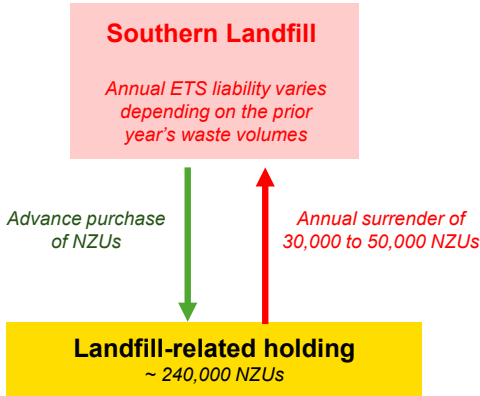 Southern Landfill
Annual ETS liability varies
depending on the prior
year’s waste volumes
Advance purchase
of NZUs
Annual surrender of
30,000 to 50,000 NZUs
Landfill-related holding
~ 240,000 NZUs